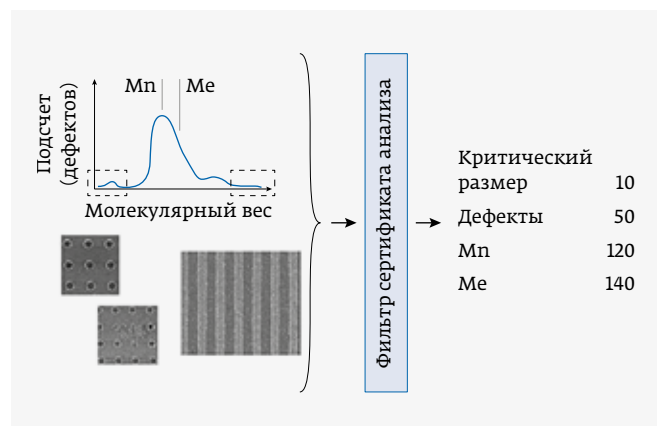 Mn
Me
Подсчет
(дефектов)
Молекулярный вес
Фильтр сертификата анализа
Критический
размер 10
Дефекты 50
Mn 120
Me 140